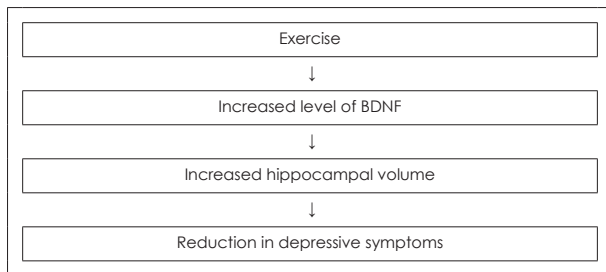 Exercise
↓
Increased level of BDNF
↓
Increased hippocampal volume
↓
Reduction in depressive symptoms